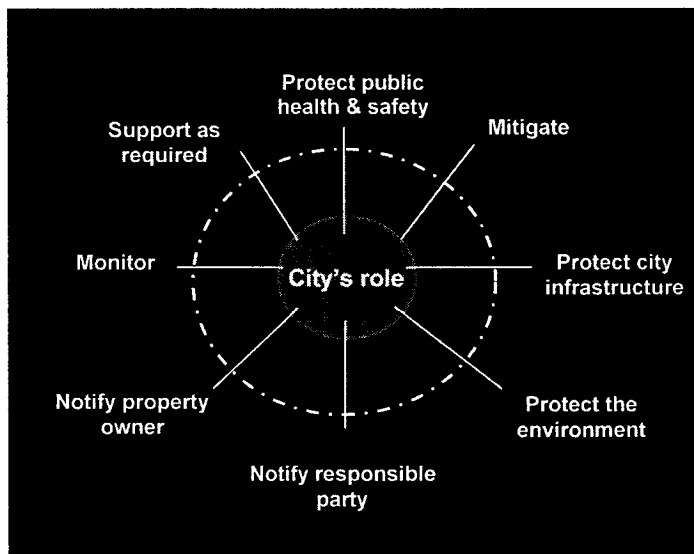 Protect public
health & safety
Mitigate
Protect city
infrastructure
Protect the
environment
Notify responsible
party
Notify property
owner
Monitor
Support as
required
City's role